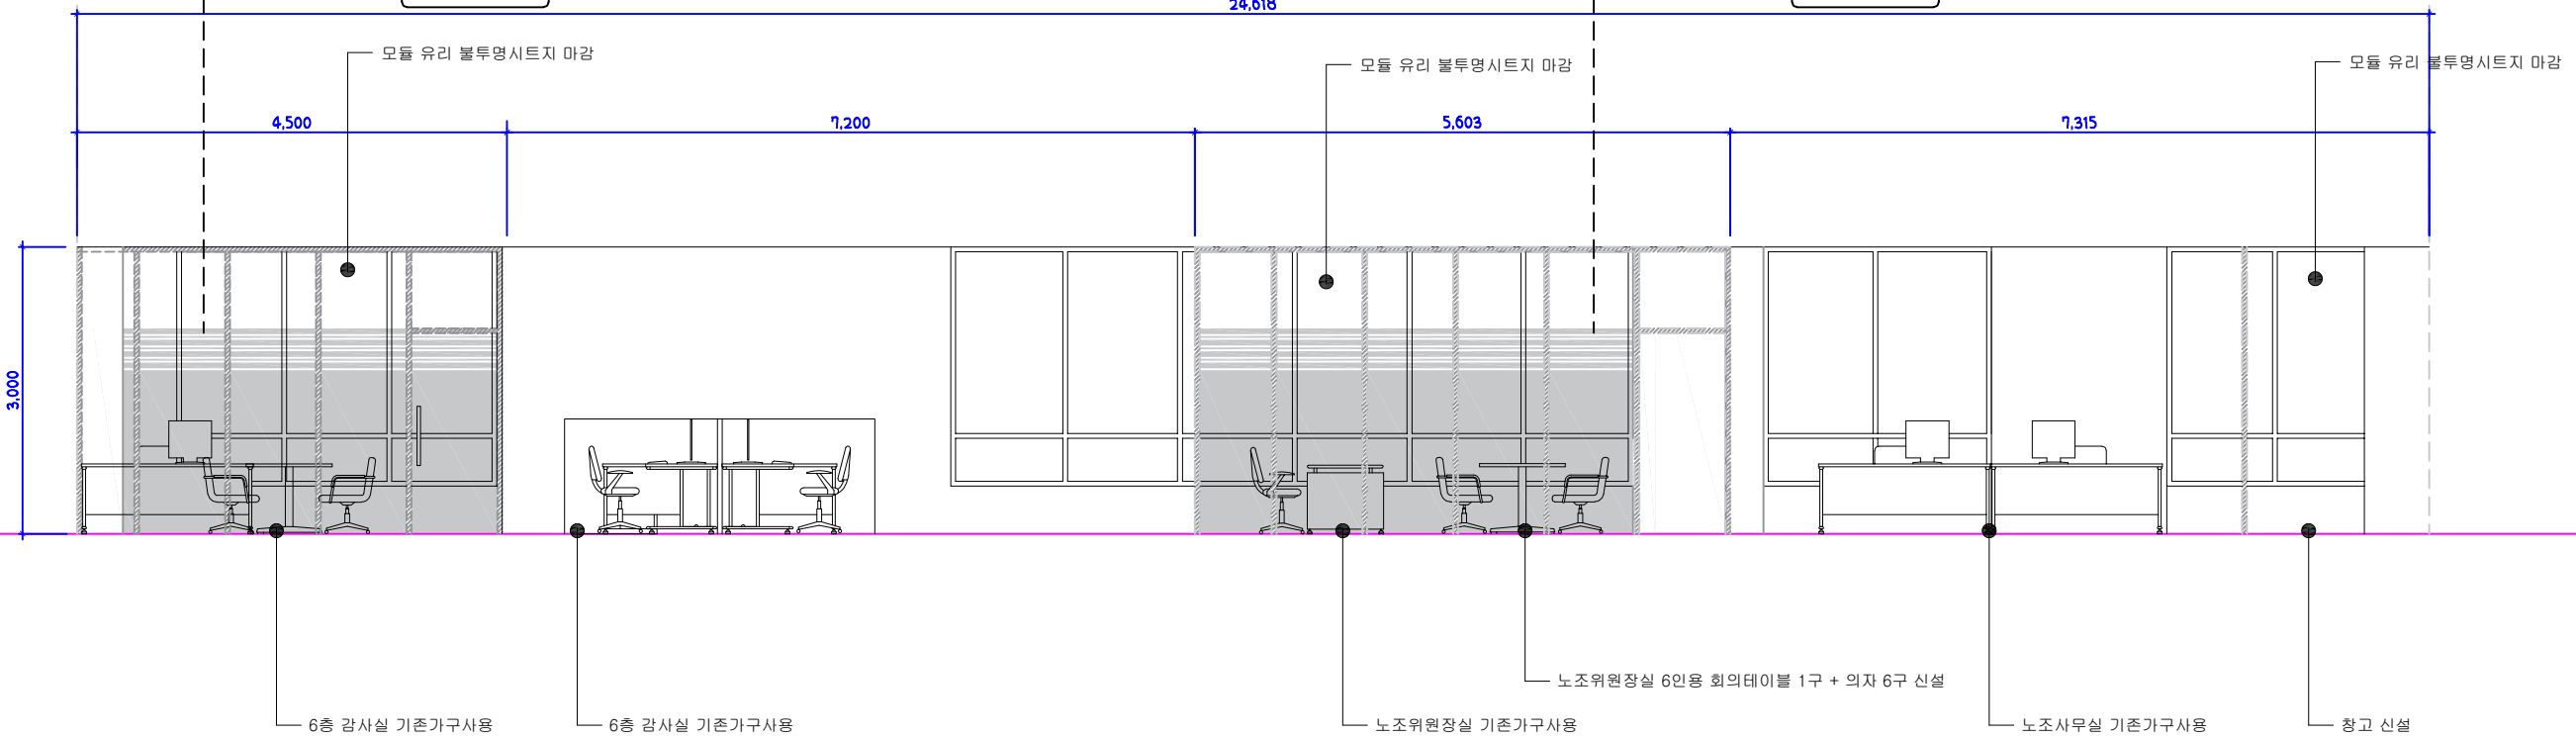 24,618
모듈 유리 불투명시트지 마감
모듈 유리 불투명시트지 마감
모듈 유리 불투명시트지 마감
4,500
7,200
5,603
7,315
3,000
노조위원장실 6인용 회의테이블 1구 + 의자 6구 신설
6층 감사실 기존가구사용
6층 감사실 기존가구사용
노조위원장실 기존가구사용
노조사무실 기존가구사용
창고 신설